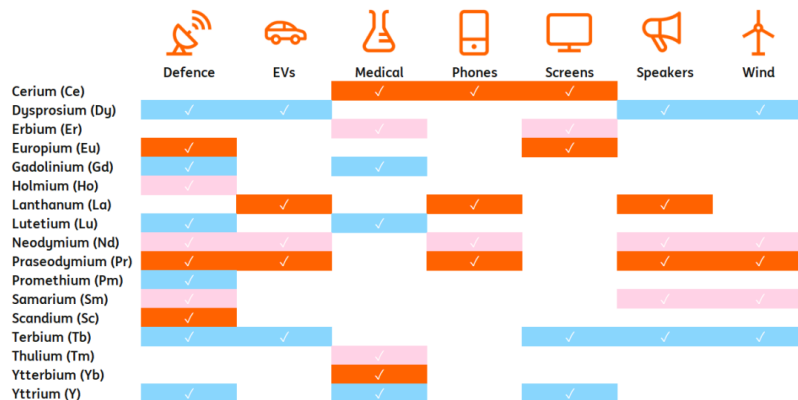 Defence EVs Medical Phones Screens Speakers Wind
Cerium (Ce) ✓ ✓ ✓
Dysprosium (Dy) ✓ ✓ ✓ ✓
Erbium (Er) ✓ ✓
Europium (Eu) ✓ ✓
Gadolinium (Gd) ✓ ✓
Holmium (Ho) ✓
Lanthanum (La) ✓ ✓ ✓
Lutetium (Lu) ✓ ✓
Neodymium (Nd) ✓ ✓ ✓ ✓ ✓
Praseodymium (Pr) ✓ ✓ ✓ ✓ ✓
Promethium (Pm) ✓
Samarium (Sm) ✓ ✓ ✓
Scandium (Sc) ✓
Terbium (Tb) ✓ ✓ ✓ ✓ ✓
Thulium (Tm) ✓
Ytterbium (Yb) ✓
Yttrium (Y) ✓ ✓ ✓